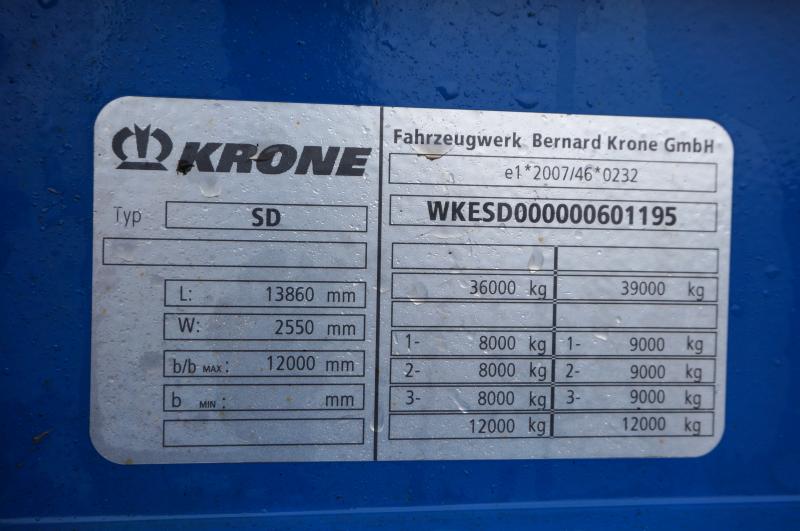 KRONE
Typ SD
L: 13860 mm
W: 2550 mm
b/b MAX: 12000 mm
b MIN: mm
Fahrzeugwerk Bernard Krone GmbH
e1*2007/46*0232
WKESD000000601195
36000 kg 39000 kg
1- 8000 kg 1- 9000 kg
2- 8000 kg 2- 9000 kg
3- 8000 kg 3- 9000 kg
12000 kg 12000 kg